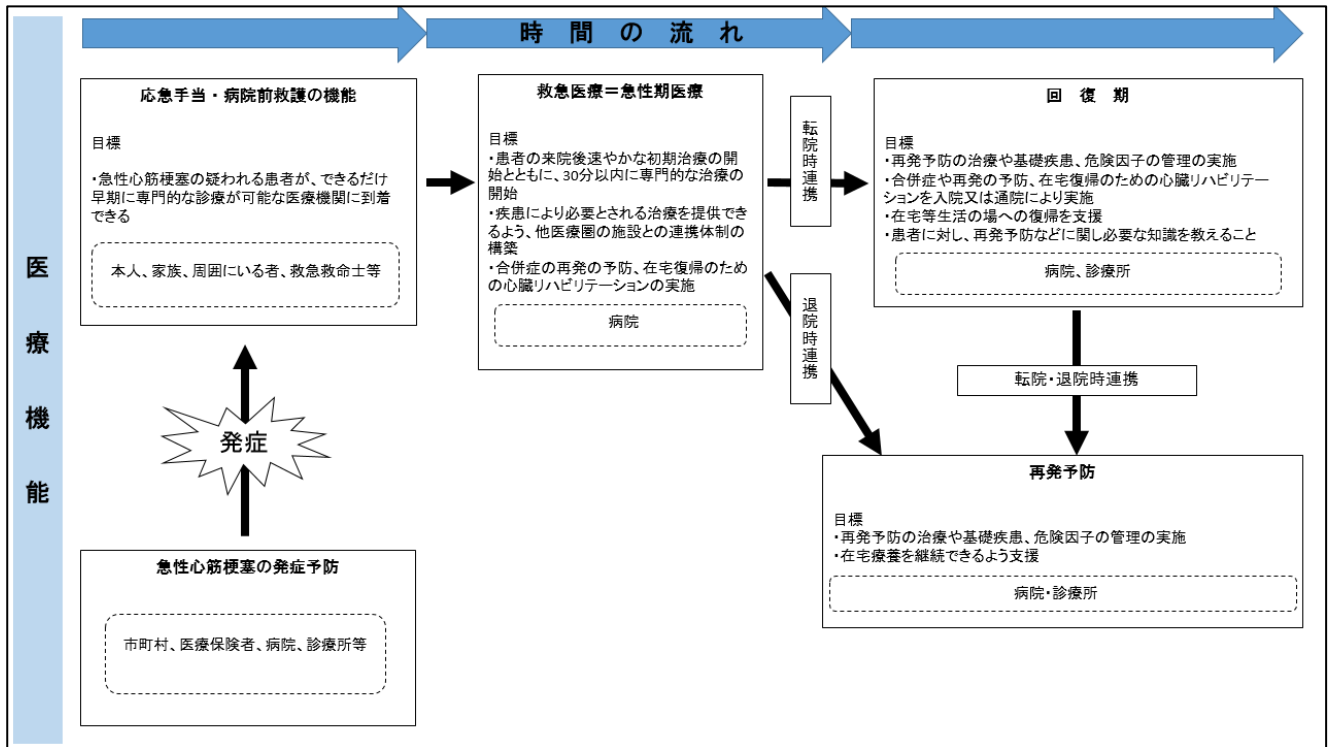 時間の流れ
医療機能
応急手当・病院前救護の機能
目標
・急性心筋梗塞の疑われる患者が、できるだけ
早期に専門的な診療が可能な医療機関に到着
できる
本人、家族、周囲にいる者、救急救命士等
発症
急性心筋梗塞の発症予防
市町村、医療保険者、病院、診療所等
救急医療＝急性期医療
目標
・患者の来院後速やかな初期治療の開
始とともに、30分以内に専門的な治療の
開始
・疾患により必要とされる治療を提供でき
るよう、他医療圏の施設との連携体制の
構築
・合併症の再発の予防、在宅復帰のため
の心臓リハビリテーションの実施
病院
転院時連携
退院時連携
回復期
目標
・再発予防の治療や基礎疾患、危険因子の管理の実施
・合併症や再発の予防、在宅復帰のための心臓リハビリテー
ションを入院又は通院により実施
・在宅等生活の場への復帰を支援
・患者に対し、再発予防などに関し必要な知識を教えること
病院、診療所
転院・退院時連携
再発予防
目標
・再発予防の治療や基礎疾患、危険因子の管理の実施
・在宅療養を継続できるよう支援
病院・診療所